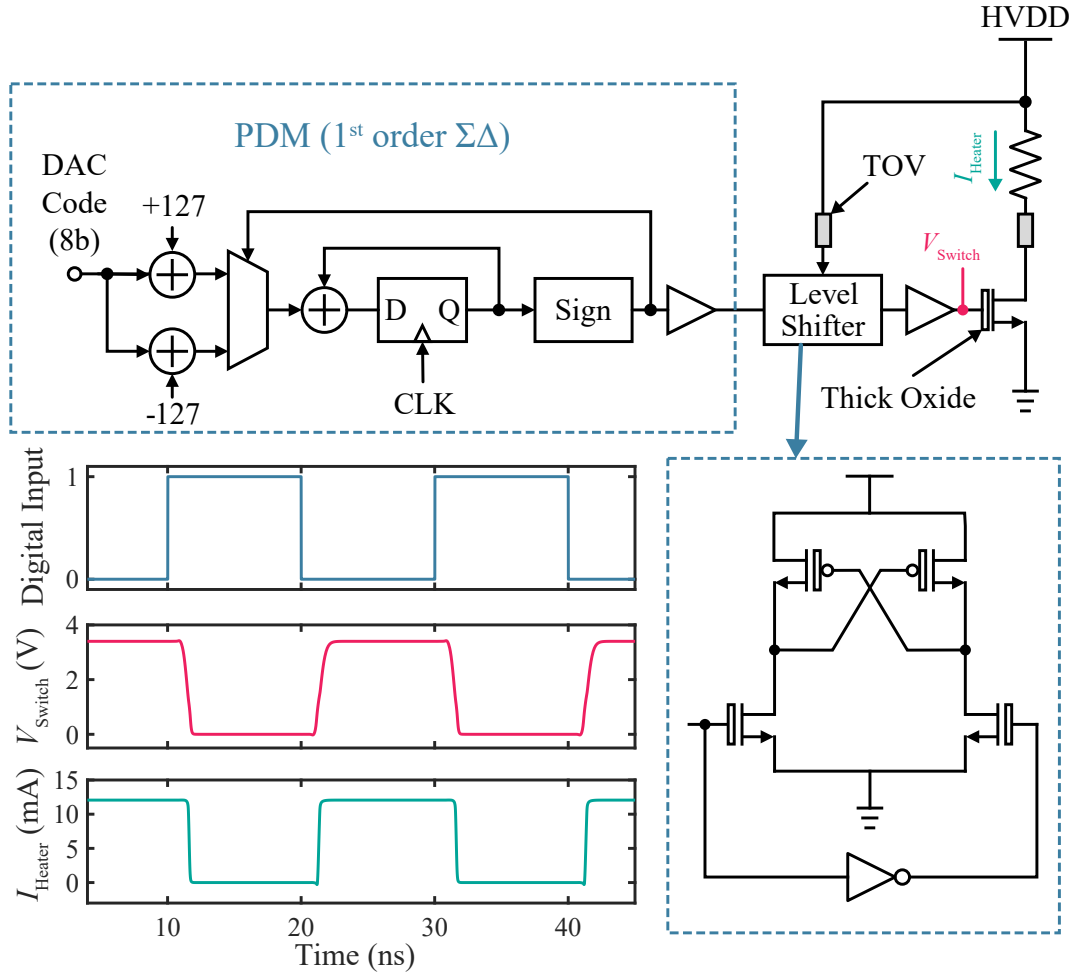 HVDD
PDM (1st order ΣΔ)
DAC
Code
(8b)
+127
-127
D Q
CLK
Sign
TOV
Level
Shifter
VSwitch
IHeater
Thick Oxide
Digital Input
1
0
VSwitch (V)
4
2
0
IHeater (mA)
15
10
5
0
10 20 30 40
Time (ns)